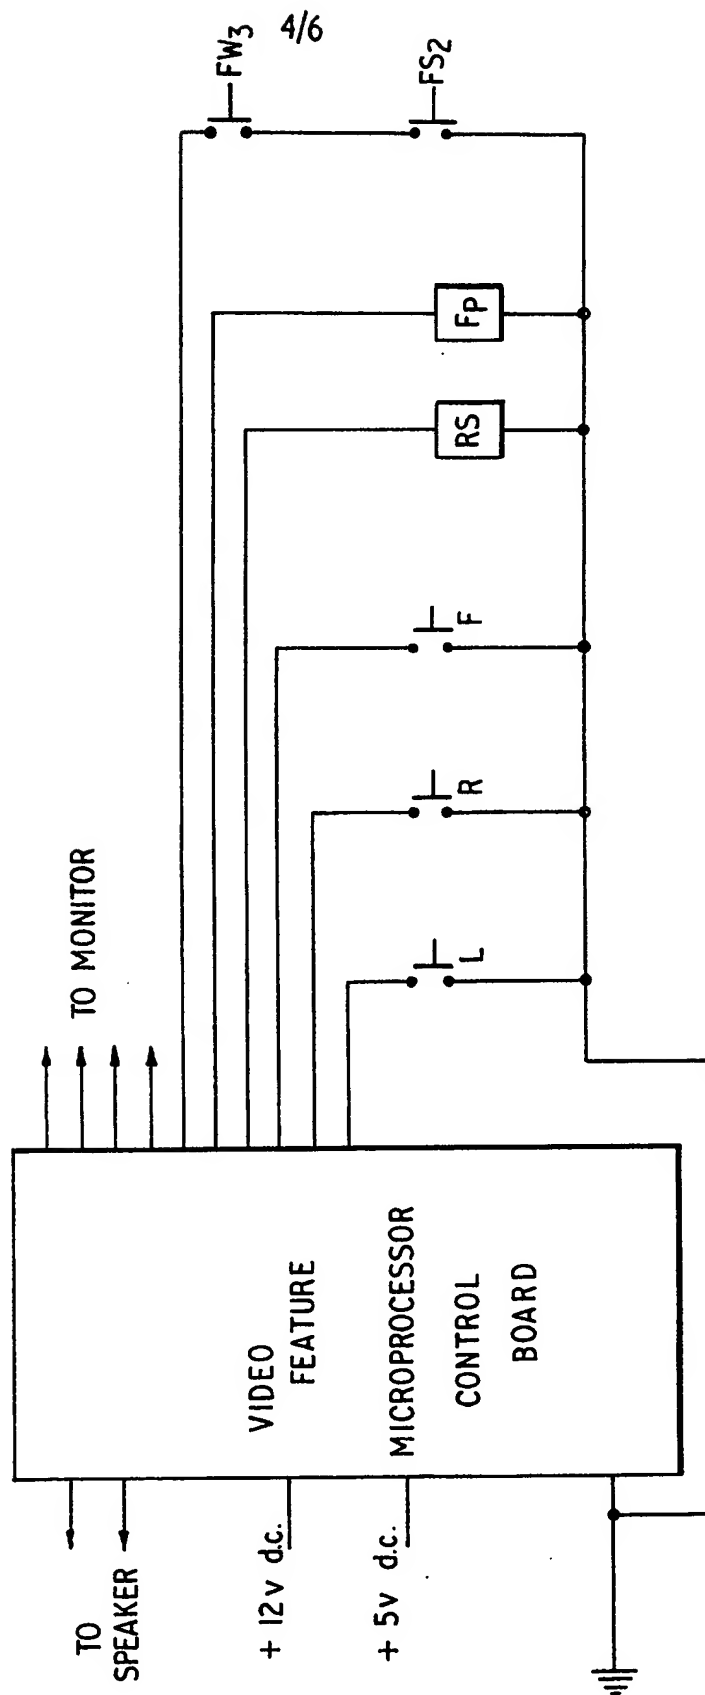 4/6
FW3
FS2
FP
RS
F
R
L
TO MONITOR
VIDEO
FEATURE
MICROPROCESSOR
CONTROL
BOARD
TO
SPEAKER
+ 12v d.c.
+ 5v d.c.